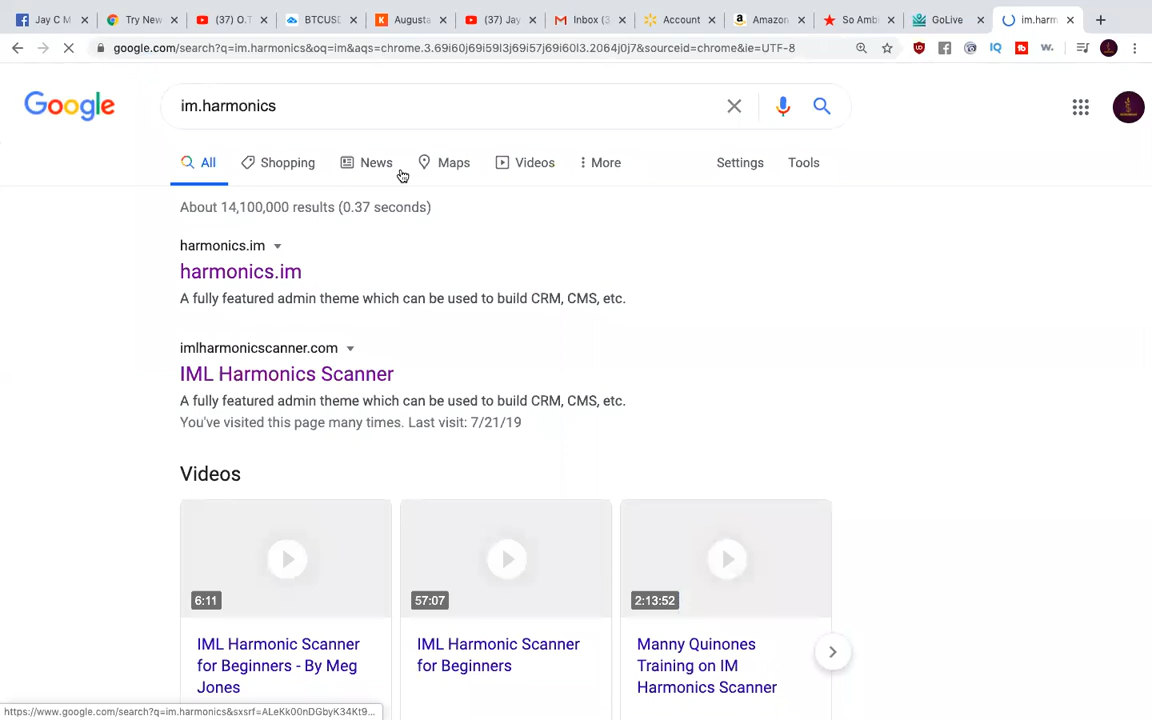 Jay C M
Try New
(37) O.T
BTCUSD
Augusta
(37) Jay
Inbox (3
Account
Amazon
So Amb
GoLive
im.harm
google.com/search?q=im.harmonics&oq=im&aqs=chrome.3.69i60j69i59l3j69i57j69i60l3.2064j0j7&sourceid=chrome&ie=UTF-8
Google
im.harmonics
All
Shopping
News
Maps
Videos
More
Settings
Tools
About 14,100,000 results (0.37 seconds)
harmonics.im
harmonics.im
A fully featured admin theme which can be used to build CRM, CMS, etc.
imlharmonicscanner.com
IML Harmonics Scanner
A fully featured admin theme which can be used to build CRM, CMS, etc.
You've visited this page many times. Last visit: 7/21/19
Videos
6:11
57:07
2:13:52
IML Harmonic Scanner
for Beginners - By Meg
Jones
IML Harmonic Scanner
for Beginners
Manny Quinones
Training on IM
Harmonics Scanner
https://www.google.com/search?q=im.harmonics&sxsrf=ALeKk00nDGbyK34Kt9...